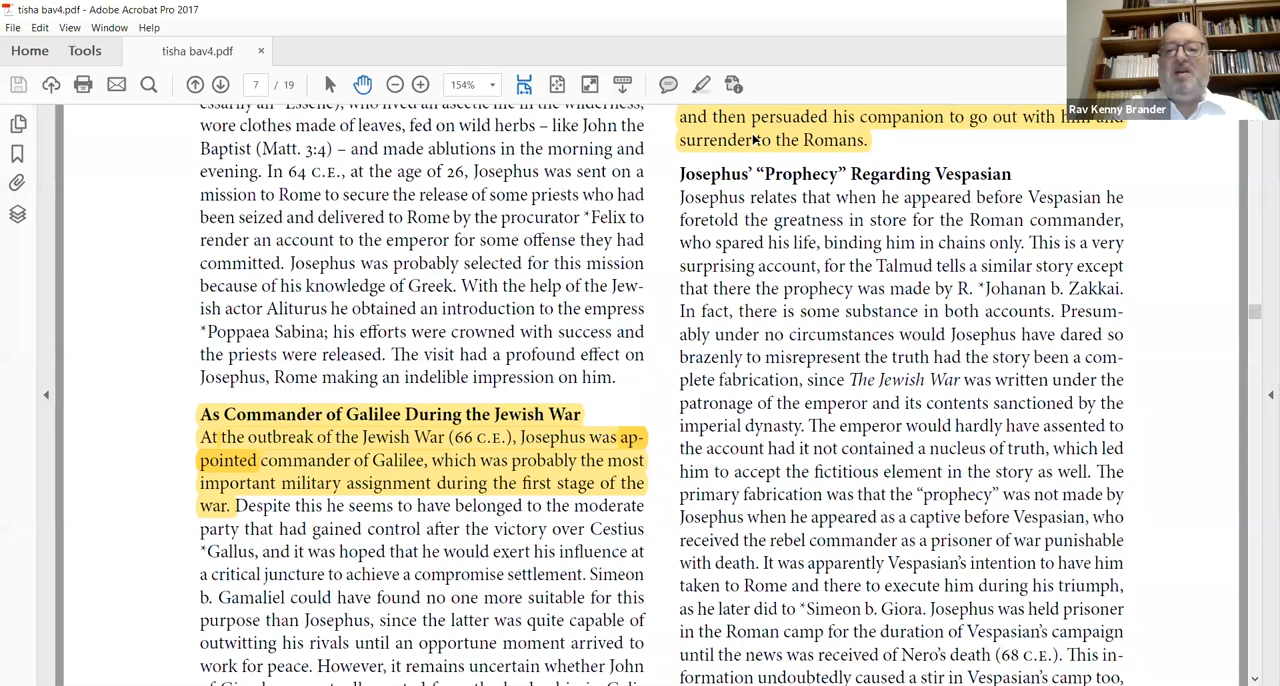 tisha bav4.pdf - Adobe Acrobat Pro 2017
File Edit View Window Help
Home Tools tisha bav4.pdf ×
7 / 19 154%
Rav Kenny Brander
essarily an "Essene), who lived an ascetic life in the wilderness,
wore clothes made of leaves, fed on wild herbs – like John the
Baptist (Matt. 3:4) – and made ablutions in the morning and
evening. In 64 C.E., at the age of 26, Josephus was sent on a
mission to Rome to secure the release of some priests who had
been seized and delivered to Rome by the procurator *Felix to
render an account to the emperor for some offense they had
committed. Josephus was probably selected for this mission
because of his knowledge of Greek. With the help of the Jew-
ish actor Aliturus he obtained an introduction to the empress
*Poppaea Sabina; his efforts were crowned with success and
the priests were released. The visit had a profound effect on
Josephus, Rome making an indelible impression on him.
As Commander of Galilee During the Jewish War
At the outbreak of the Jewish War (66 C.E.), Josephus was ap-
pointed commander of Galilee, which was probably the most
important military assignment during the first stage of the
war. Despite this he seems to have belonged to the moderate
party that had gained control after the victory over Cestius
*Gallus, and it was hoped that he would exert his influence at
a critical juncture to achieve a compromise settlement. Simeon
b. Gamaliel could have found no one more suitable for this
purpose than Josephus, since the latter was quite capable of
outwitting his rivals until an opportune moment arrived to
work for peace. However, it remains uncertain whether John
and then persuaded his companion to go out with him and
surrender to the Romans.
Josephus' "Prophecy" Regarding Vespasian
Josephus relates that when he appeared before Vespasian he
foretold the greatness in store for the Roman commander,
who spared his life, binding him in chains only. This is a very
surprising account, for the Talmud tells a similar story except
that there the prophecy was made by R. *Johanan b. Zakkai.
In fact, there is some substance in both accounts. Presum-
ably under no circumstances would Josephus have dared so
brazenly to misrepresent the truth had the story been a com-
plete fabrication, since The Jewish War was written under the
patronage of the emperor and its contents sanctioned by the
imperial dynasty. The emperor would hardly have assented to
the account had it not contained a nucleus of truth, which led
him to accept the fictitious element in the story as well. The
primary fabrication was that the "prophecy" was not made by
Josephus when he appeared as a captive before Vespasian, who
received the rebel commander as a prisoner of war punishable
with death. It was apparently Vespasian's intention to have him
taken to Rome and there to execute him during his triumph,
as he later did to *Simeon b. Giora. Josephus was held prisoner
in the Roman camp for the duration of Vespasian's campaign
until the news was received of Nero's death (68 C.E.). This in-
formation undoubtedly caused a stir in Vespasian's camp too,